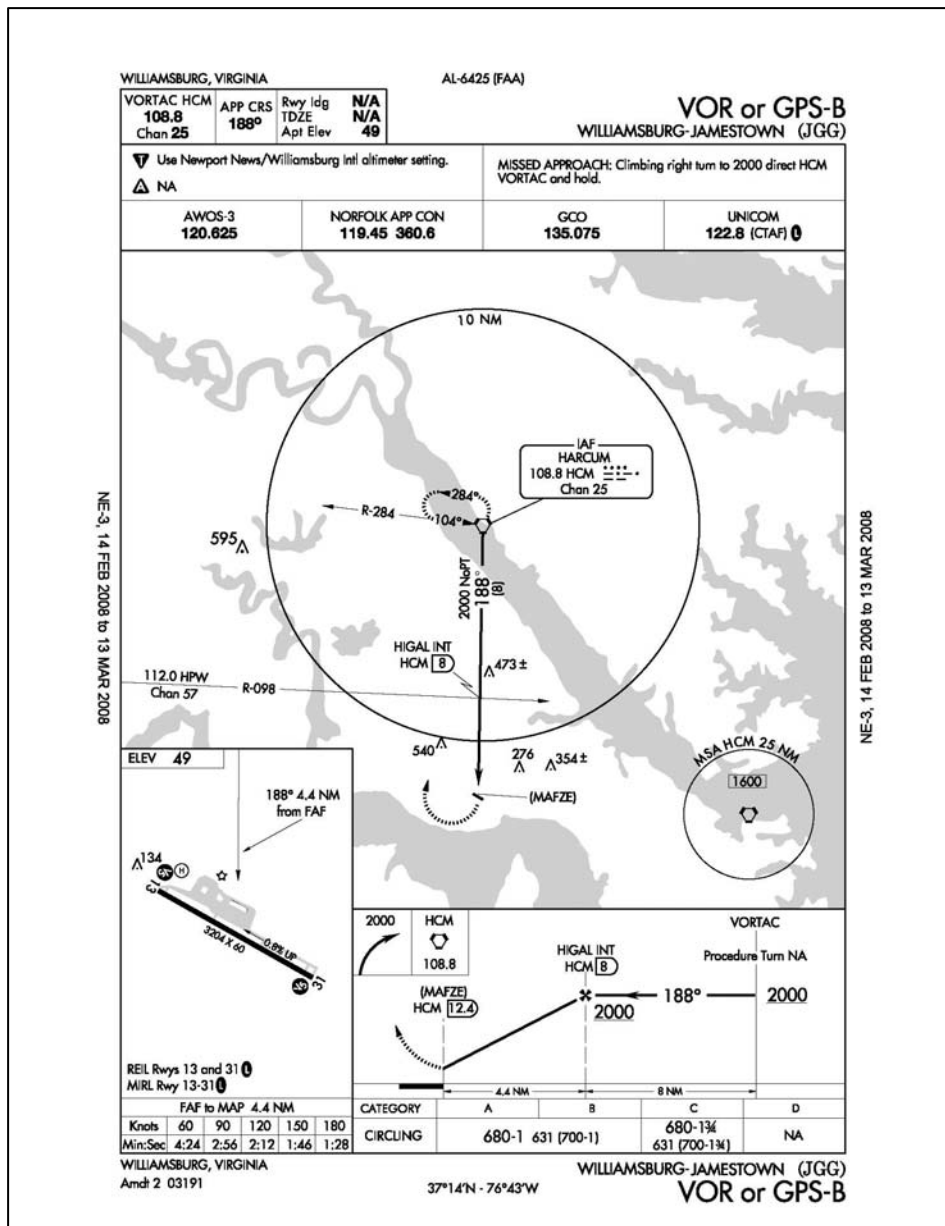 WILLIAMSBURG, VIRGINIA
AL-6425 (FAA)
VORTAC HCM
108.8
Chan 25
APP CRS
188°
Rwy ldg N/A
TDZE N/A
Apt Elev 49
VOR or GPS-B
WILLIAMSBURG-JAMESTOWN (JGG)
T Use Newport News/Williamsburg Intl altimeter setting.
A NA
MISSED APPROACH: Climbing right turn to 2000 direct HCM
VORTAC and hold.
AWOS-3
120.625
NORFOLK APP CON
119.45 360.6
GCO
135.075
UNICOM
122.8 (CTAF) L
10 NM
IAF
HARCUM
108.8 HCM
Chan 25
284°
104°
R-284
595
2000 NoPT
188°
(8)
HIGAL INT
HCM 8
473 ±
112.0 HPW
Chan 57
R-098
540
276
354 ±
(MAFZE)
MSA HCM 25 NM
1600
NE-3, 14 FEB 2008 to 13 MAR 2008
NE-3, 14 FEB 2008 to 13 MAR 2008
ELEV 49
188° 4.4 NM
from FAF
134
H
13
3204 X 60
0.8% UP
31
REIL Rwys 13 and 31 L
MIRL Rwy 13-31 L
FAF to MAP 4.4 NM
Knots 60 90 120 150 180
Min:Sec 4:24 2:56 2:12 1:46 1:28
2000
HCM
108.8
VORTAC
Procedure Turn NA
HIGAL INT
HCM 8
(MAFZE)
HCM 12.4
2000
188°
2000
4.4 NM
8 NM
CATEGORY A B C D
CIRCLING 680-1 631 (700-1) 680-1¾ 631 (700-1¾) NA
WILLIAMSBURG, VIRGINIA
Amdt 2 03191
37°14'N - 76°43'W
WILLIAMSBURG-JAMESTOWN (JGG)
VOR or GPS-B